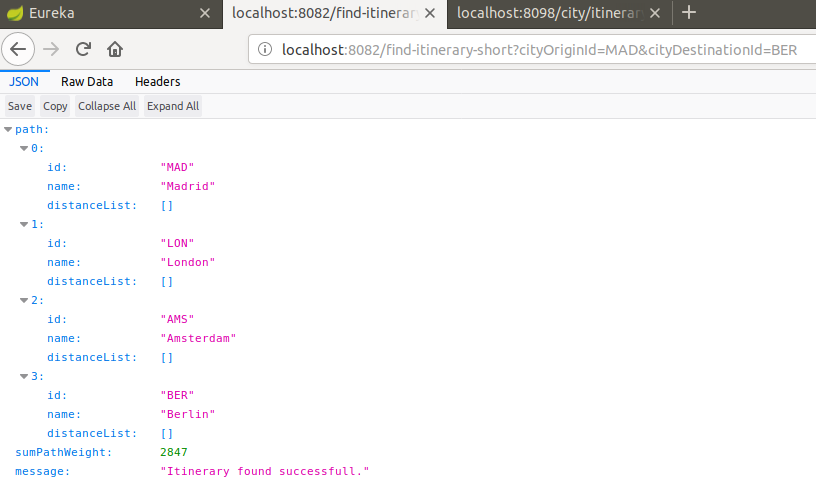 Eureka localhost:8082/find-itinerary localhost:8098/city/itinerar
localhost:8082/find-itinerary-short?cityOriginId=MAD&cityDestinationId=BER
JSON Raw Data Headers
Save Copy Collapse All Expand All
path:
0:
id: "MAD"
name: "Madrid"
distanceList: []
1:
id: "LON"
name: "London"
distanceList: []
2:
id: "AMS"
name: "Amsterdam"
distanceList: []
3:
id: "BER"
name: "Berlin"
distanceList: []
sumPathWeight: 2847
message: "Itinerary found successfull."